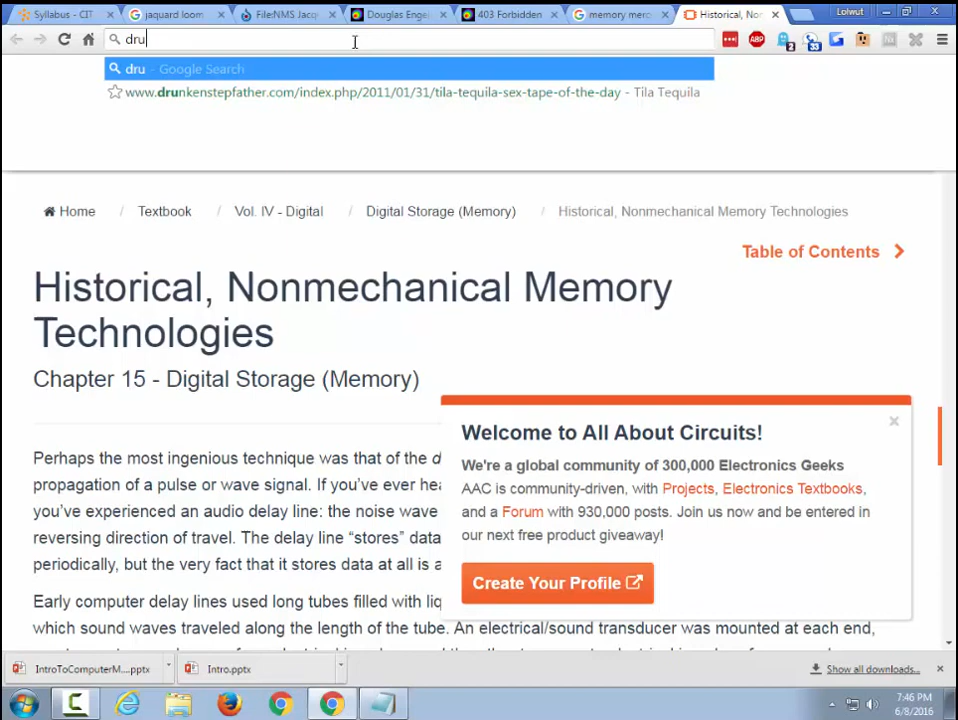 Syllabus - CIT
jaquard loom
File:NMS Jacq
Douglas Enge
403 Forbidden
memory merc
Historical, Non
Lolwut
dru
2
33
dru - Google Search
www.drunkenstepfather.com/index.php/2011/01/31/tila-tequila-sex-tape-of-the-day - Tila Tequila
Home / Textbook / Vol. IV - Digital / Digital Storage (Memory) / Historical, Nonmechanical Memory Technologies
Table of Contents
Historical, Nonmechanical Memory
Technologies
Chapter 15 - Digital Storage (Memory)
Perhaps the most ingenious technique was that of the d
propagation of a pulse or wave signal. If you've ever hea
you've experienced an audio delay line: the noise wave
reversing direction of travel. The delay line “stores” data
periodically, but the very fact that it stores data at all is a
Early computer delay lines used long tubes filled with liq
which sound waves traveled along the length of the tube. An electrical/sound transducer was mounted at each end,
Welcome to All About Circuits!
We're a global community of 300,000 Electronics Geeks
AAC is community-driven, with Projects, Electronics Textbooks,
and a Forum with 930,000 posts. Join us now and be entered in
our next free product giveaway!
Create Your Profile
IntroToComputerM....pptx
Intro.pptx
Show all downloads...
7:46 PM
6/8/2016